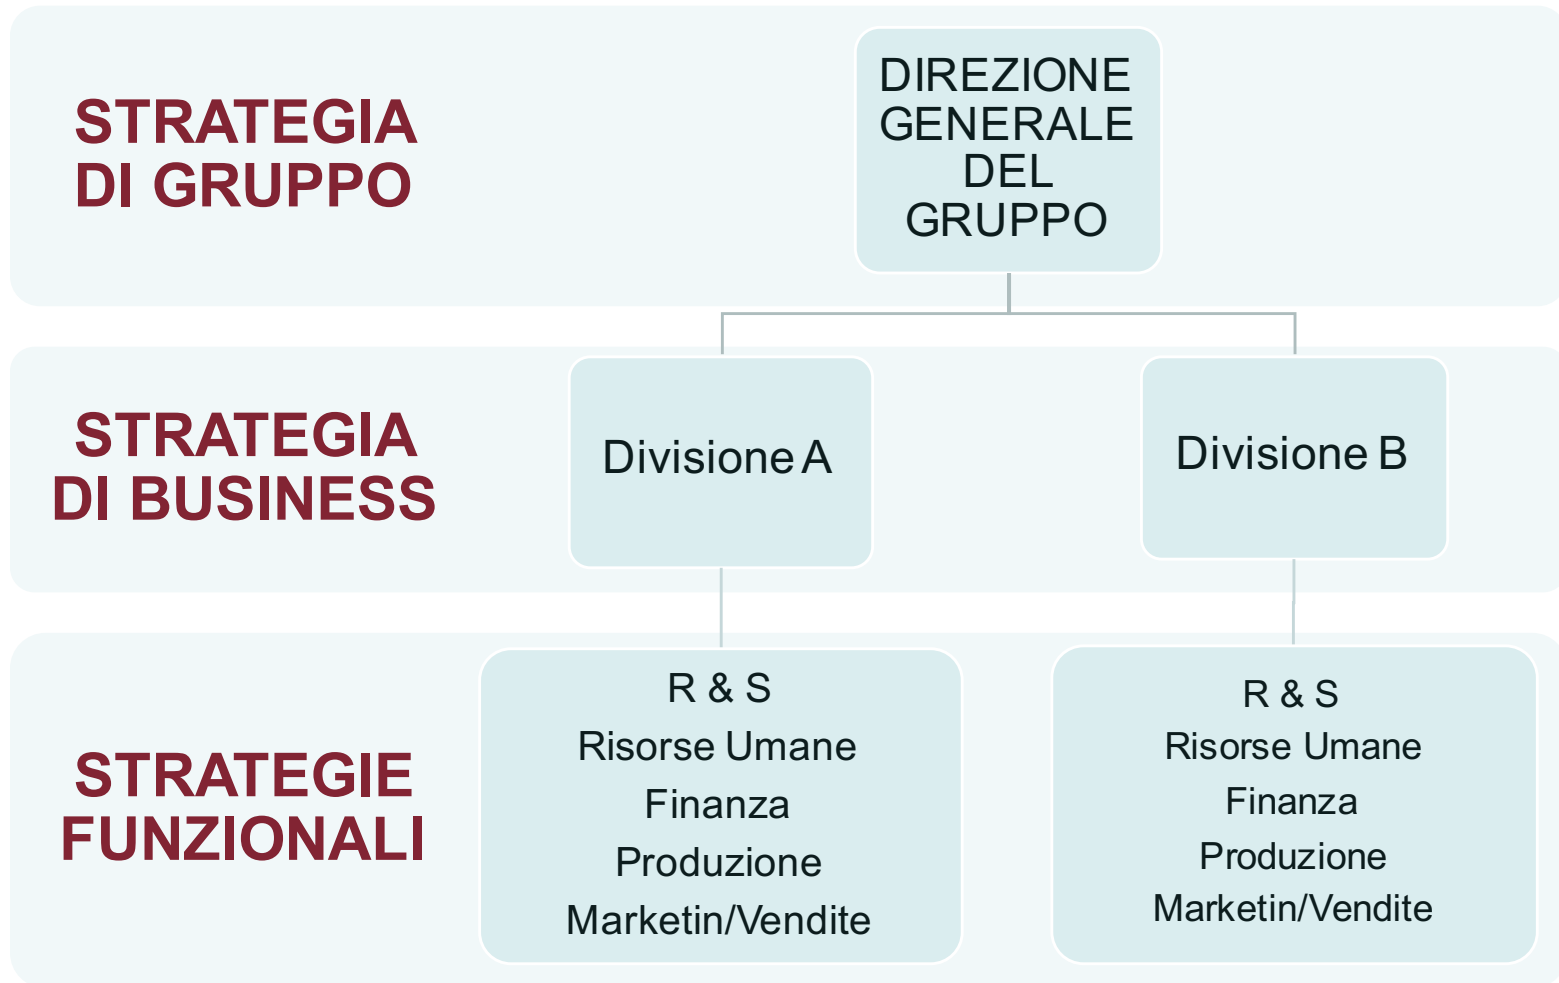 STRATEGIA
DI GRUPPO
DIREZIONE
GENERALE
DEL
GRUPPO
STRATEGIA
DI BUSINESS
Divisione A
Divisione B
STRATEGIE
FUNZIONALI
R & S
Risorse Umane
Finanza
Produzione
Marketin/Vendite
R & S
Risorse Umane
Finanza
Produzione
Marketin/Vendite